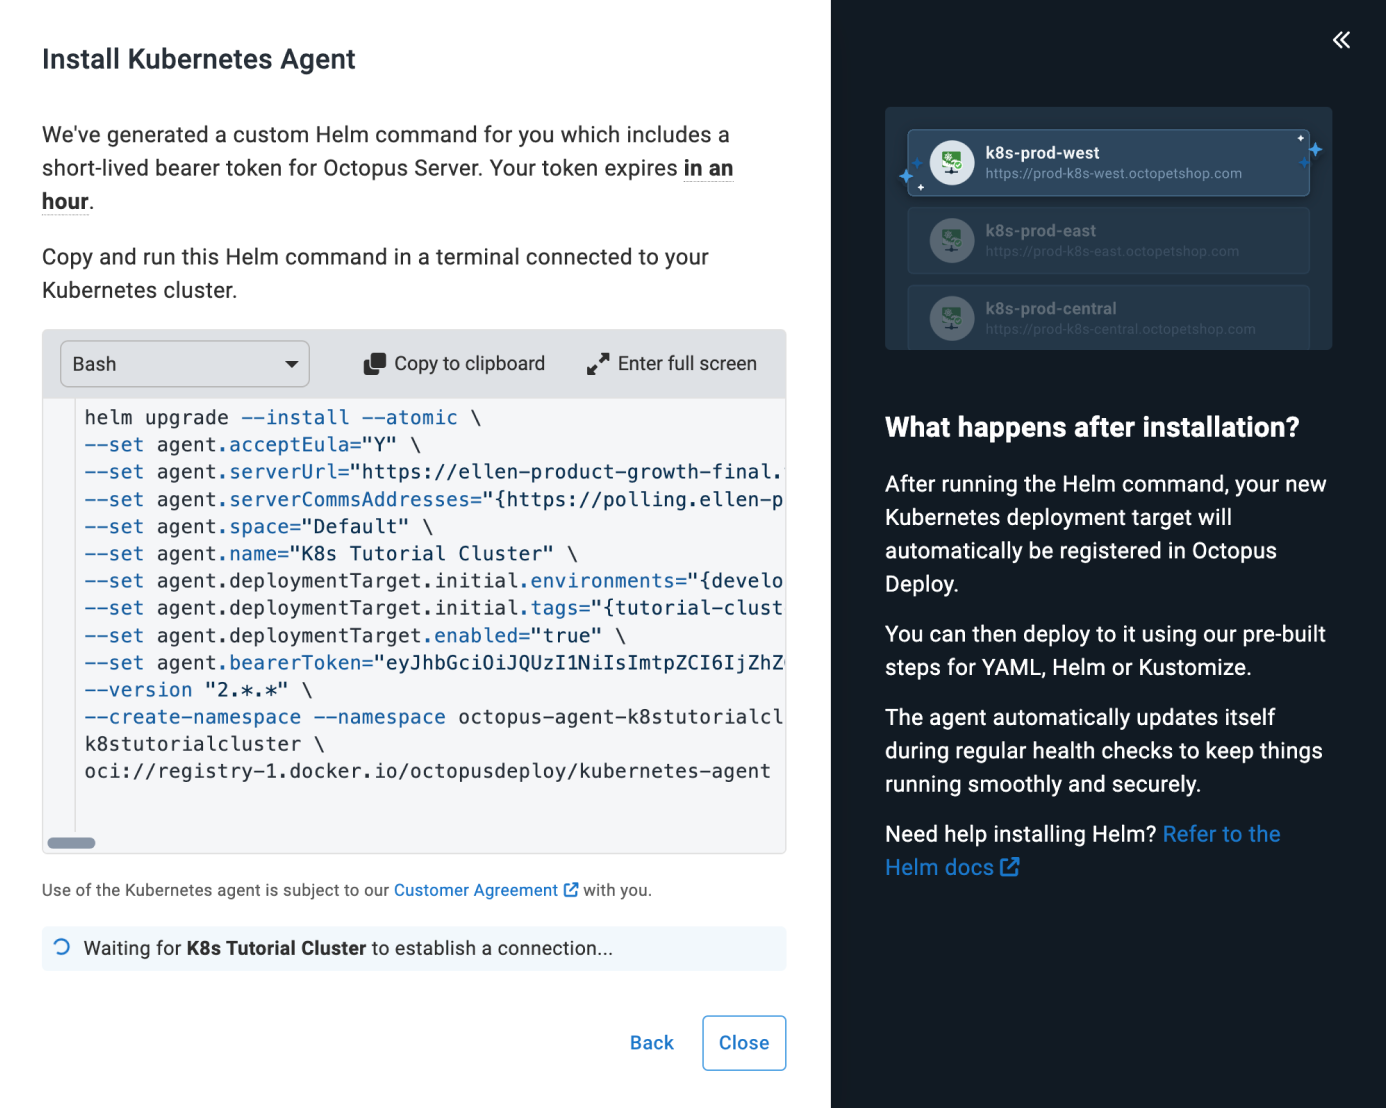 Install Kubernetes Agent
We've generated a custom Helm command for you which includes a
short-lived bearer token for Octopus Server. Your token expires in an
hour.
Copy and run this Helm command in a terminal connected to your
Kubernetes cluster.
Bash
Copy to clipboard
Enter full screen
helm upgrade --install --atomic \
--set agent.acceptEula="Y" \
--set agent.serverUrl="https://ellen-product-growth-final.
--set agent.serverCommsAddresses="{https://polling.ellen-p
--set agent.space="Default" \
--set agent.name="K8s Tutorial Cluster" \
--set agent.deploymentTarget.initial.environments="{develo
--set agent.deploymentTarget.initial.tags="{tutorial-clust
--set agent.deploymentTarget.enabled="true" \
--set agent.bearerToken="eyJhbGciOiJQUzI1NiIsImtpZCI6IjZhZ
--version "2.*.*" \
--create-namespace --namespace octopus-agent-k8stutorialcl
k8stutorialcluster \
oci://registry-1.docker.io/octopusdeploy/kubernetes-agent
Use of the Kubernetes agent is subject to our Customer Agreement with you.
Waiting for K8s Tutorial Cluster to establish a connection...
Back
Close
k8s-prod-west
https://prod-k8s-west.octopetshop.com
k8s-prod-east
https://prod-k8s-east.octopetshop.com
k8s-prod-central
https://prod-k8s-central.octopetshop.com
What happens after installation?
After running the Helm command, your new
Kubernetes deployment target will
automatically be registered in Octopus
Deploy.
You can then deploy to it using our pre-built
steps for YAML, Helm or Kustomize.
The agent automatically updates itself
during regular health checks to keep things
running smoothly and securely.
Need help installing Helm? Refer to the
Helm docs